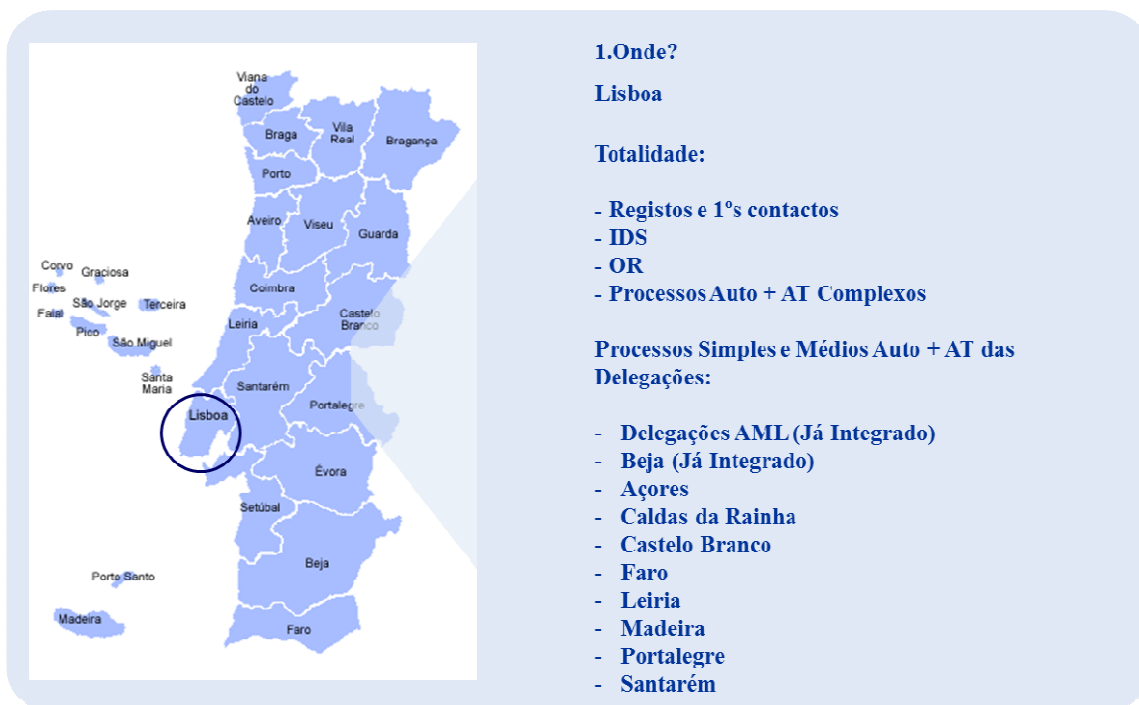 Viana
do
Castelo
Braga
Vila
Real
Bragança
Porto
Aveiro
Viseu
Guarda
Coimbra
Castelo
Branco
Leiria
Santarém
Portalegre
Lisboa
Évora
Setúbal
Beja
Faro
Corvo
Graciosa
Flores
São Jorge
Terceira
Faial
Pico
São Miguel
Santa
Maria
Porto Santo
Madeira
1.Onde?
Lisboa
Totalidade:
- Registos e 1ºs contactos
- IDS
- OR
- Processos Auto + AT Complexos
Processos Simples e Médios Auto + AT das
Delegações:
- Delegações AML (Já Integrado)
- Beja (Já Integrado)
- Açores
- Caldas da Rainha
- Castelo Branco
- Faro
- Leiria
- Madeira
- Portalegre
- Santarém